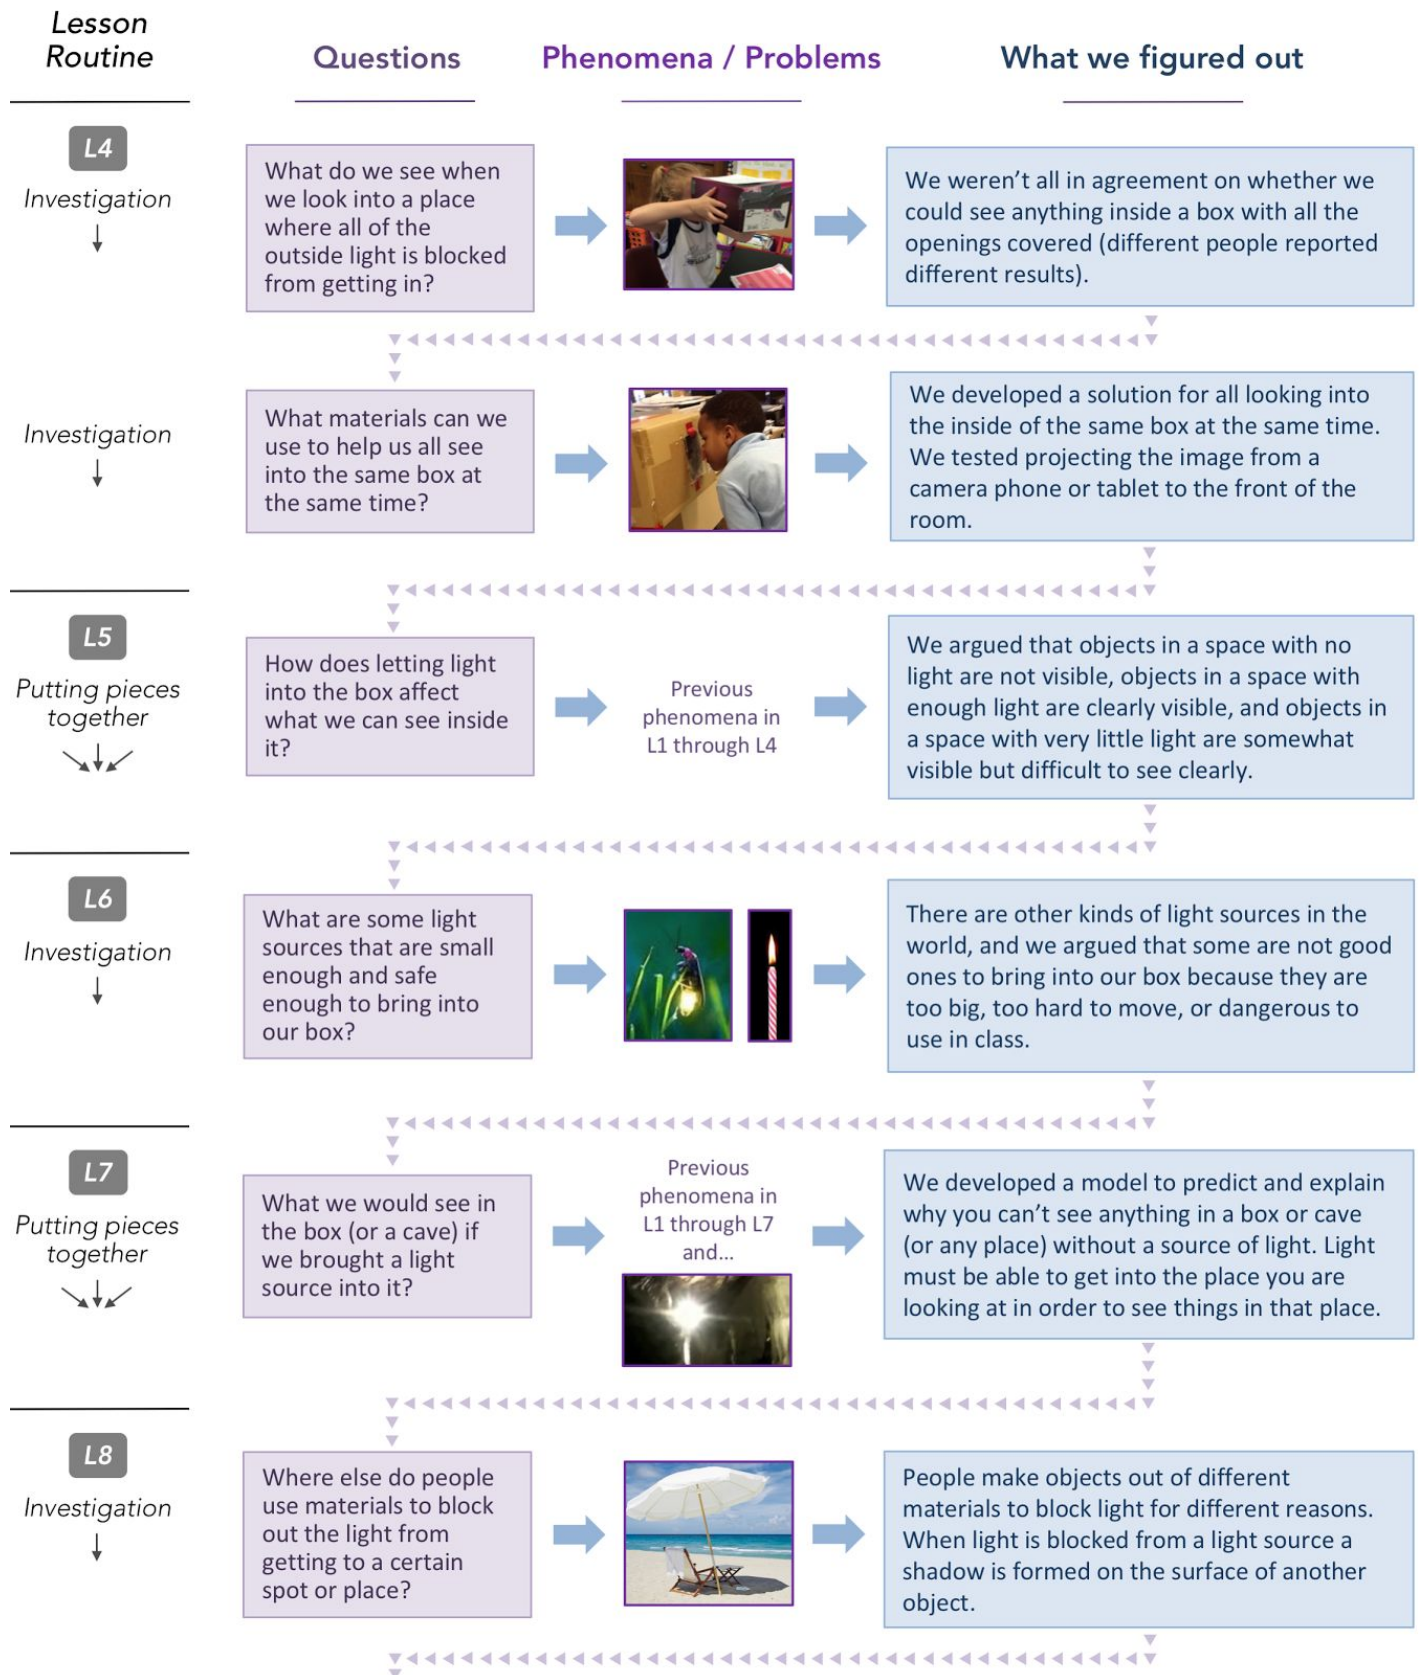 Lesson
Routine
Questions
Phenomena / Problems
What we figured out
L4
Investigation
What do we see when
we look into a place
where all of the
outside light is blocked
from getting in?
We weren’t all in agreement on whether we
could see anything inside a box with all the
openings covered (different people reported
different results).
Investigation
What materials can we
use to help us all see
into the same box at
the same time?
We developed a solution for all looking into
the inside of the same box at the same time.
We tested projecting the image from a
camera phone or tablet to the front of the
room.
L5
Putting pieces
together
How does letting light
into the box affect
what we can see inside
it?
Previous
phenomena in
L1 through L4
We argued that objects in a space with no
light are not visible, objects in a space with
enough light are clearly visible, and objects in
a space with very little light are somewhat
visible but difficult to see clearly.
L6
Investigation
What are some light
sources that are small
enough and safe
enough to bring into
our box?
There are other kinds of light sources in the
world, and we argued that some are not good
ones to bring into our box because they are
too big, too hard to move, or dangerous to
use in class.
L7
Putting pieces
together
What we would see in
the box (or a cave) if
we brought a light
source into it?
Previous
phenomena in
L1 through L7
and...
We developed a model to predict and explain
why you can’t see anything in a box or cave
(or any place) without a source of light. Light
must be able to get into the place you are
looking at in order to see things in that place.
L8
Investigation
Where else do people
use materials to block
out the light from
getting to a certain
spot or place?
People make objects out of different
materials to block light for different reasons.
When light is blocked from a light source a
shadow is formed on the surface of another
object.